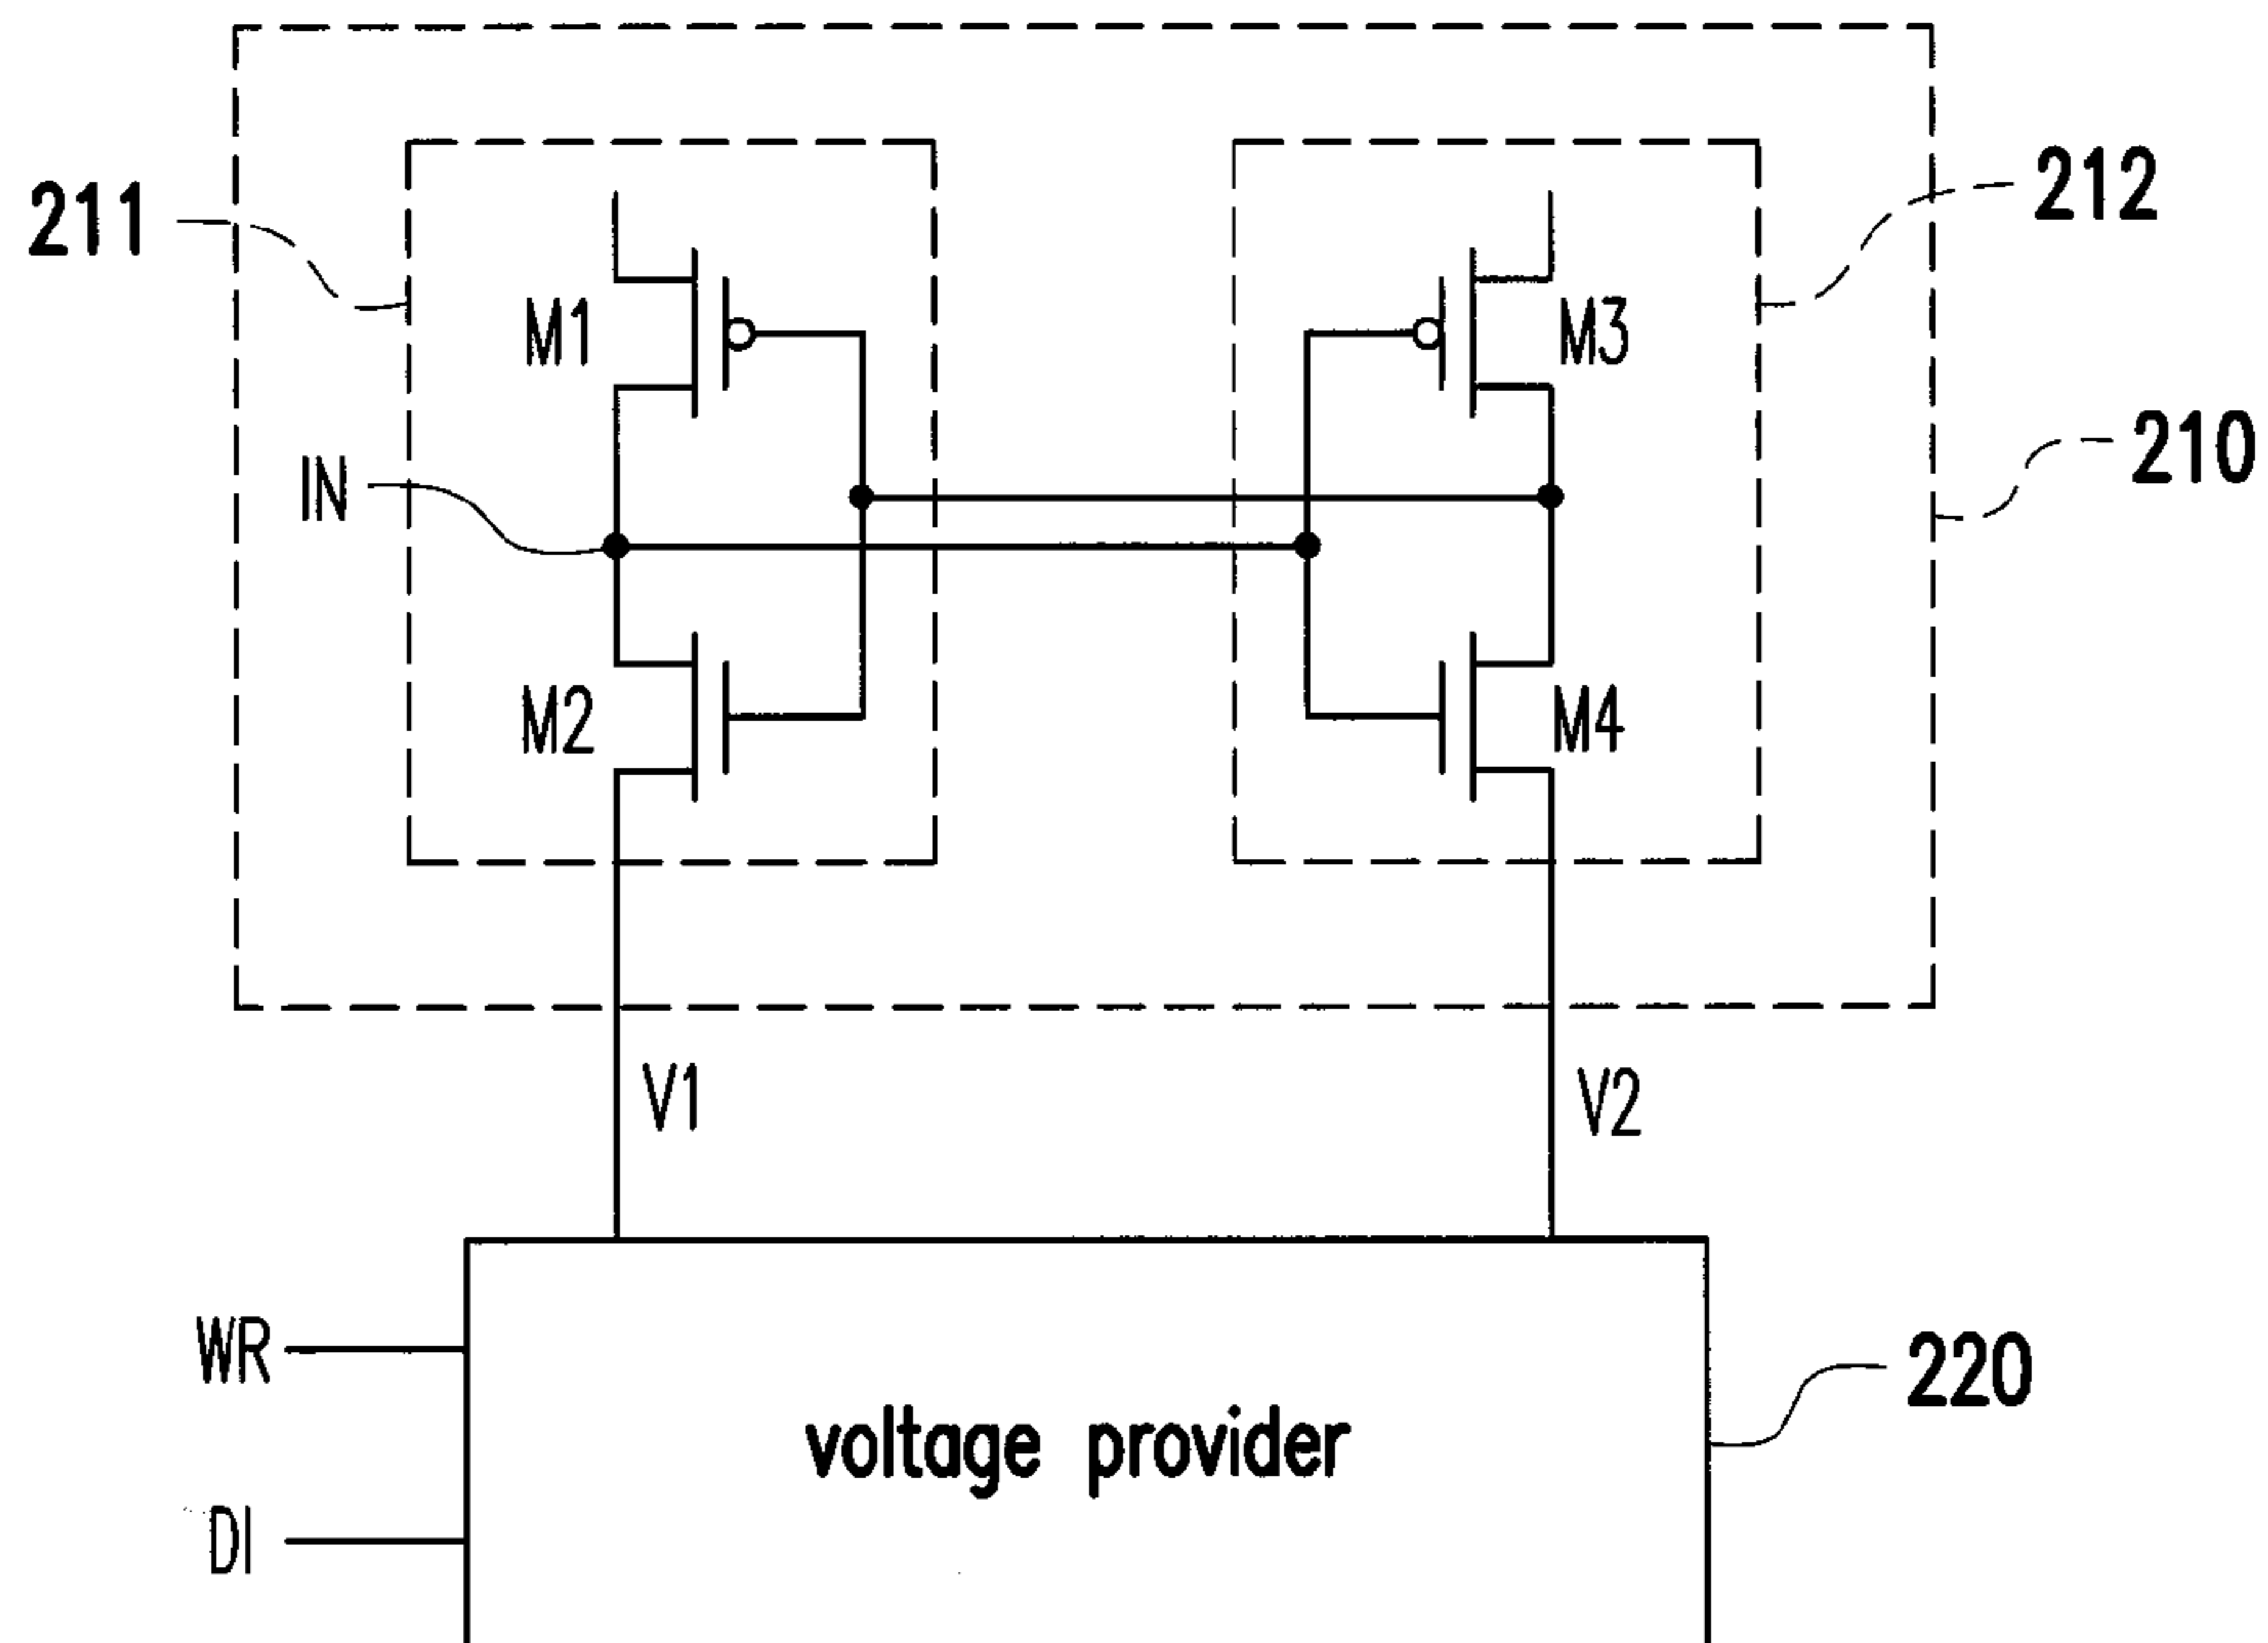 211
212
M1
M3
210
IN
M2
M4
V1
V2
WR
220
voltage provider
DI